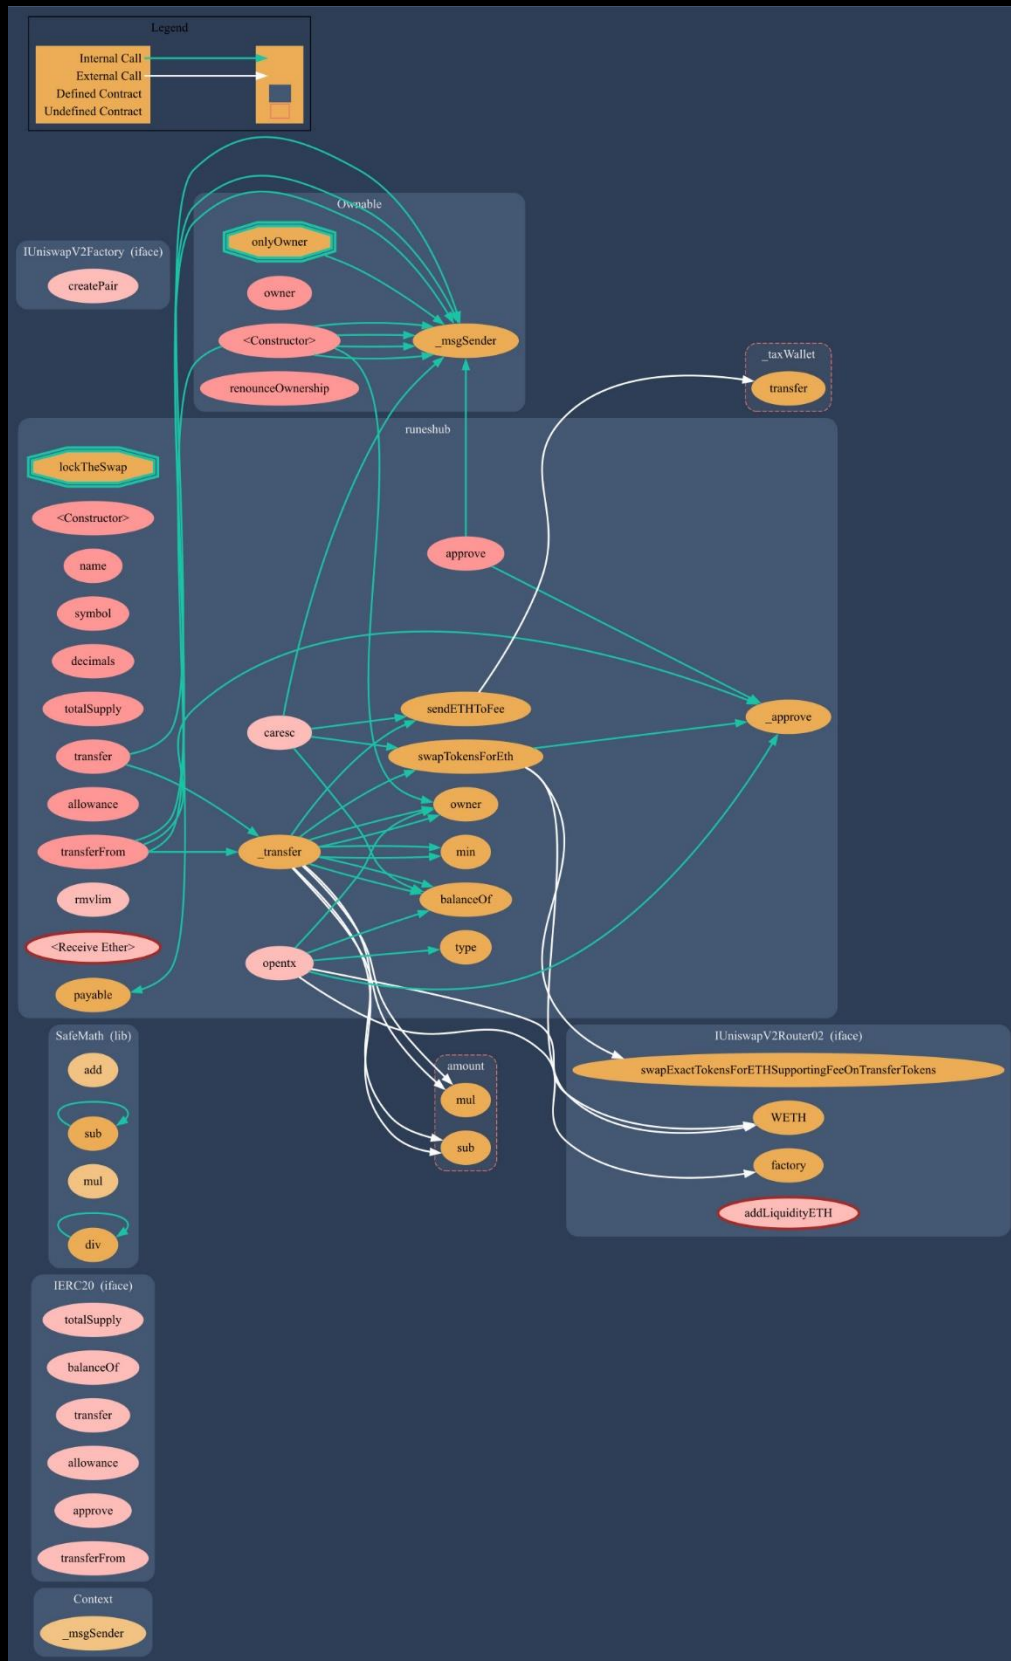 Legend
Internal Call
External Call
Defined Contract
Undefined Contract
Ownable
onlyOwner
owner
<Constructor>
renounceOwnership
_msgSender
IUniswapV2Factory (iface)
createPair
_taxWallet
transfer
runeshub
lockTheSwap
<Constructor>
name
symbol
decimals
totalSupply
transfer
allowance
transferFrom
rmvlim
<Receive Ether>
payable
approve
caresc
_transfer
opentx
sendETHToFee
swapTokensForEth
owner
min
balanceOf
type
_approve
SafeMath (lib)
add
sub
mul
div
amount
mul
sub
IUniswapV2Router02 (iface)
swapExactTokensForETHSupportingFeeOnTransferTokens
WETH
factory
addLiquidityETH
IERC20 (iface)
totalSupply
balanceOf
transfer
allowance
approve
transferFrom
Context
_msgSender